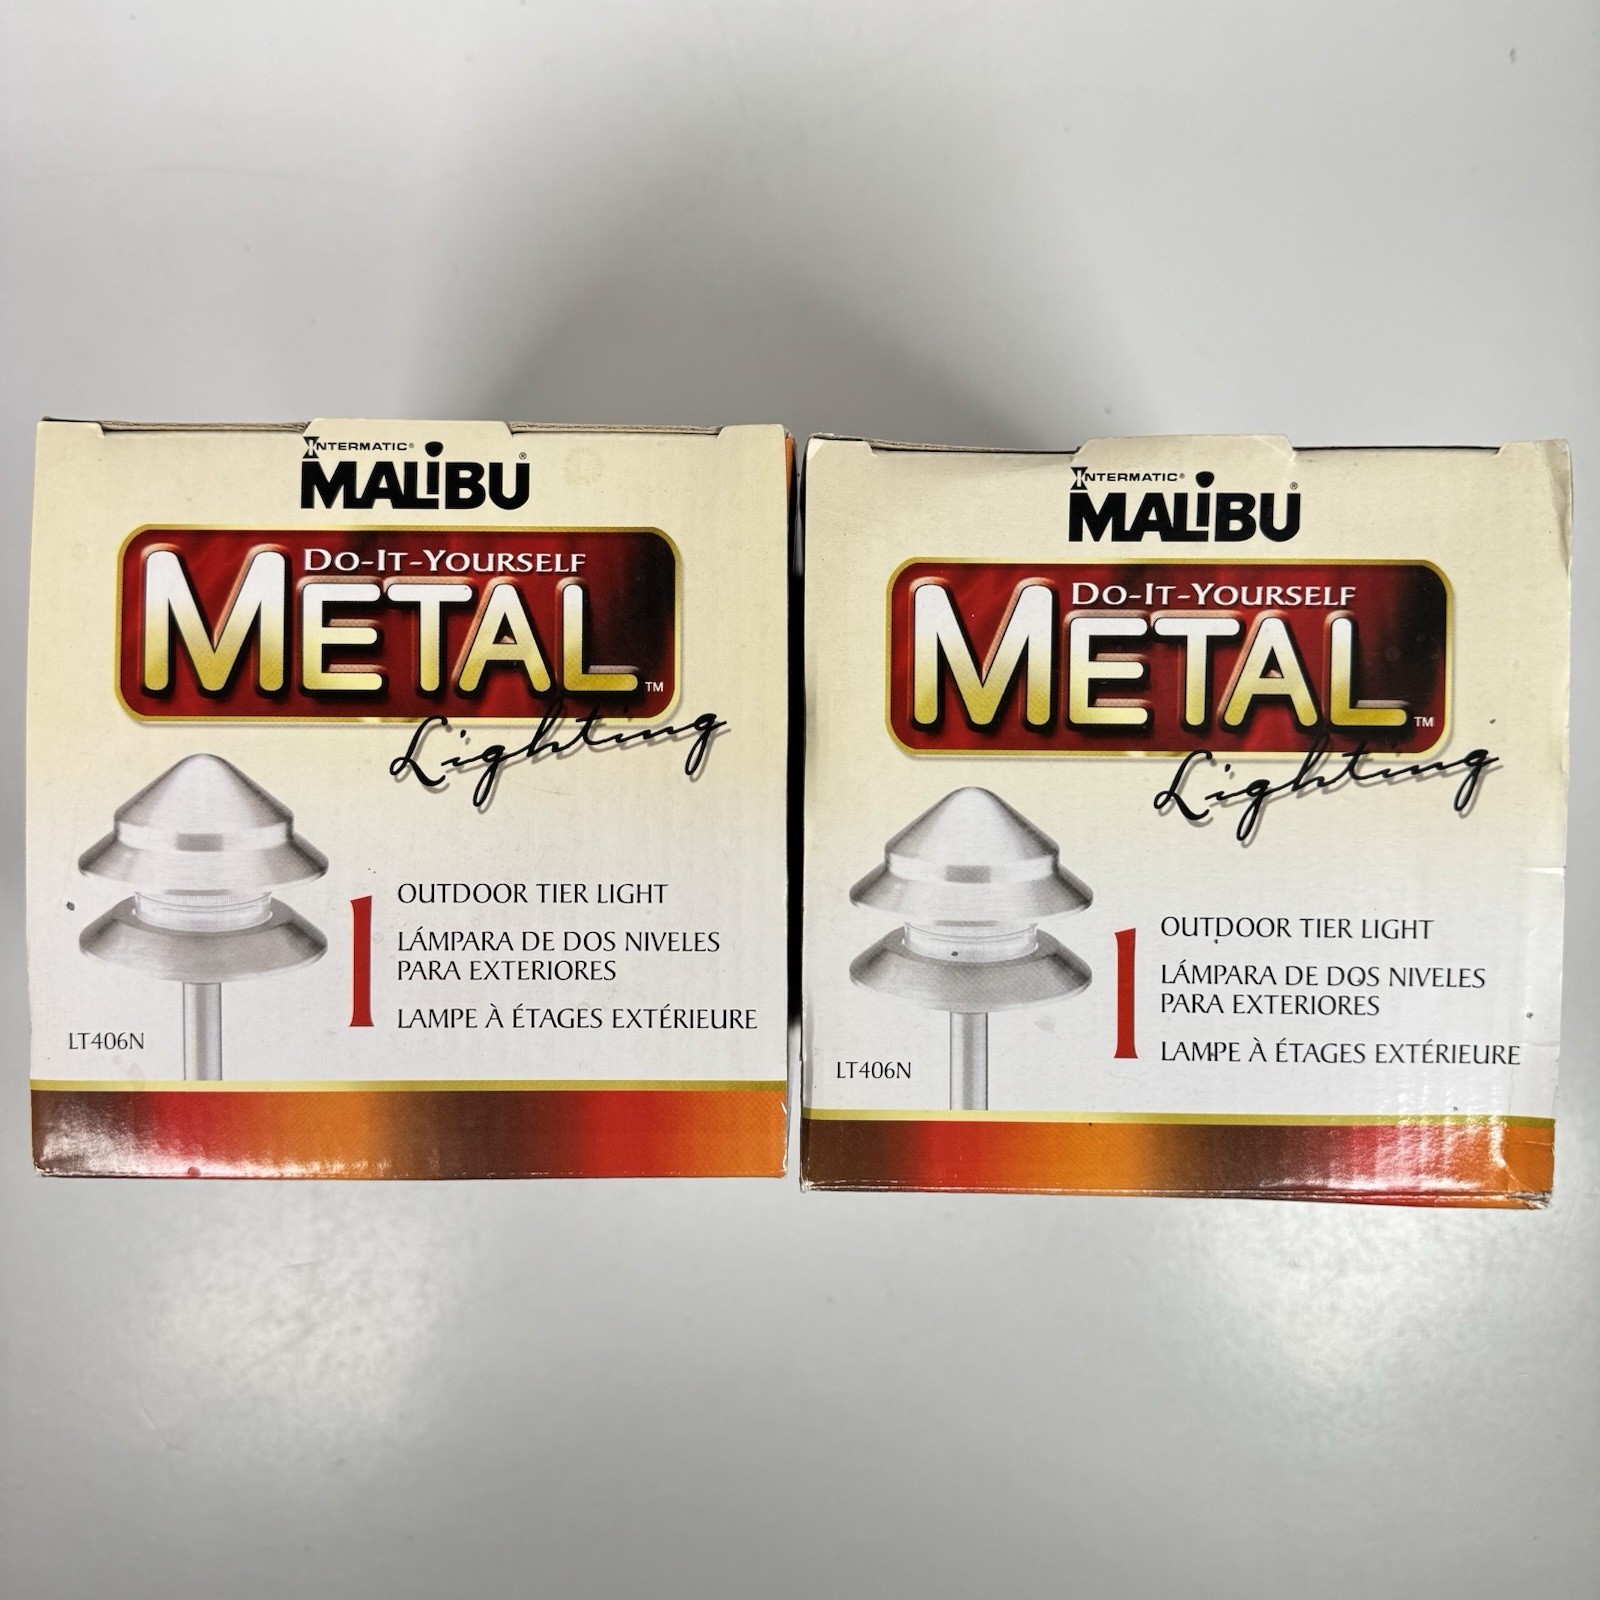 INTERMATIC®
MALiBU®
DO-IT-YOURSELF
METAL™
Lighting
1
OUTDOOR TIER LIGHT
LÁMPARA DE DOS NIVELES
PARA EXTERIORES
LAMPE À ÉTAGES EXTÉRIEURE
LT406N
INTERMATIC®
MALiBU®
DO-IT-YOURSELF
METAL™
Lighting
1
OUTDOOR TIER LIGHT
LÁMPARA DE DOS NIVELES
PARA EXTERIORES
LAMPE À ÉTAGES EXTÉRIEURE
LT406N